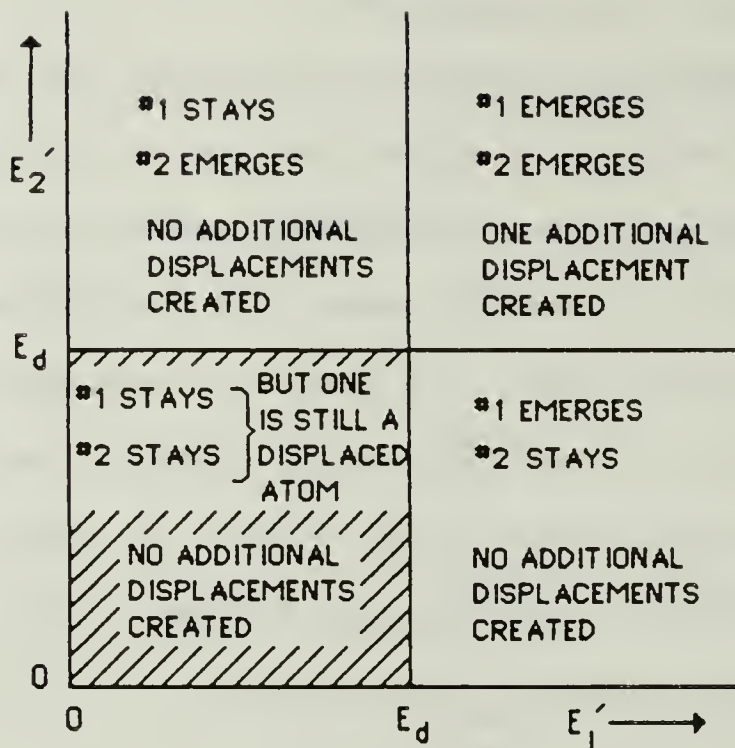 E₂′
#1 STAYS
#2 EMERGES
NO ADDITIONAL
DISPLACEMENTS
CREATED
#1 EMERGES
#2 EMERGES
ONE ADDITIONAL
DISPLACEMENT
CREATED
E_d
#1 STAYS
#2 STAYS
BUT ONE
IS STILL A
DISPLACED
ATOM
NO ADDITIONAL
DISPLACEMENTS
CREATED
#1 EMERGES
#2 STAYS
NO ADDITIONAL
DISPLACEMENTS
CREATED
0
0 E_d E₁′